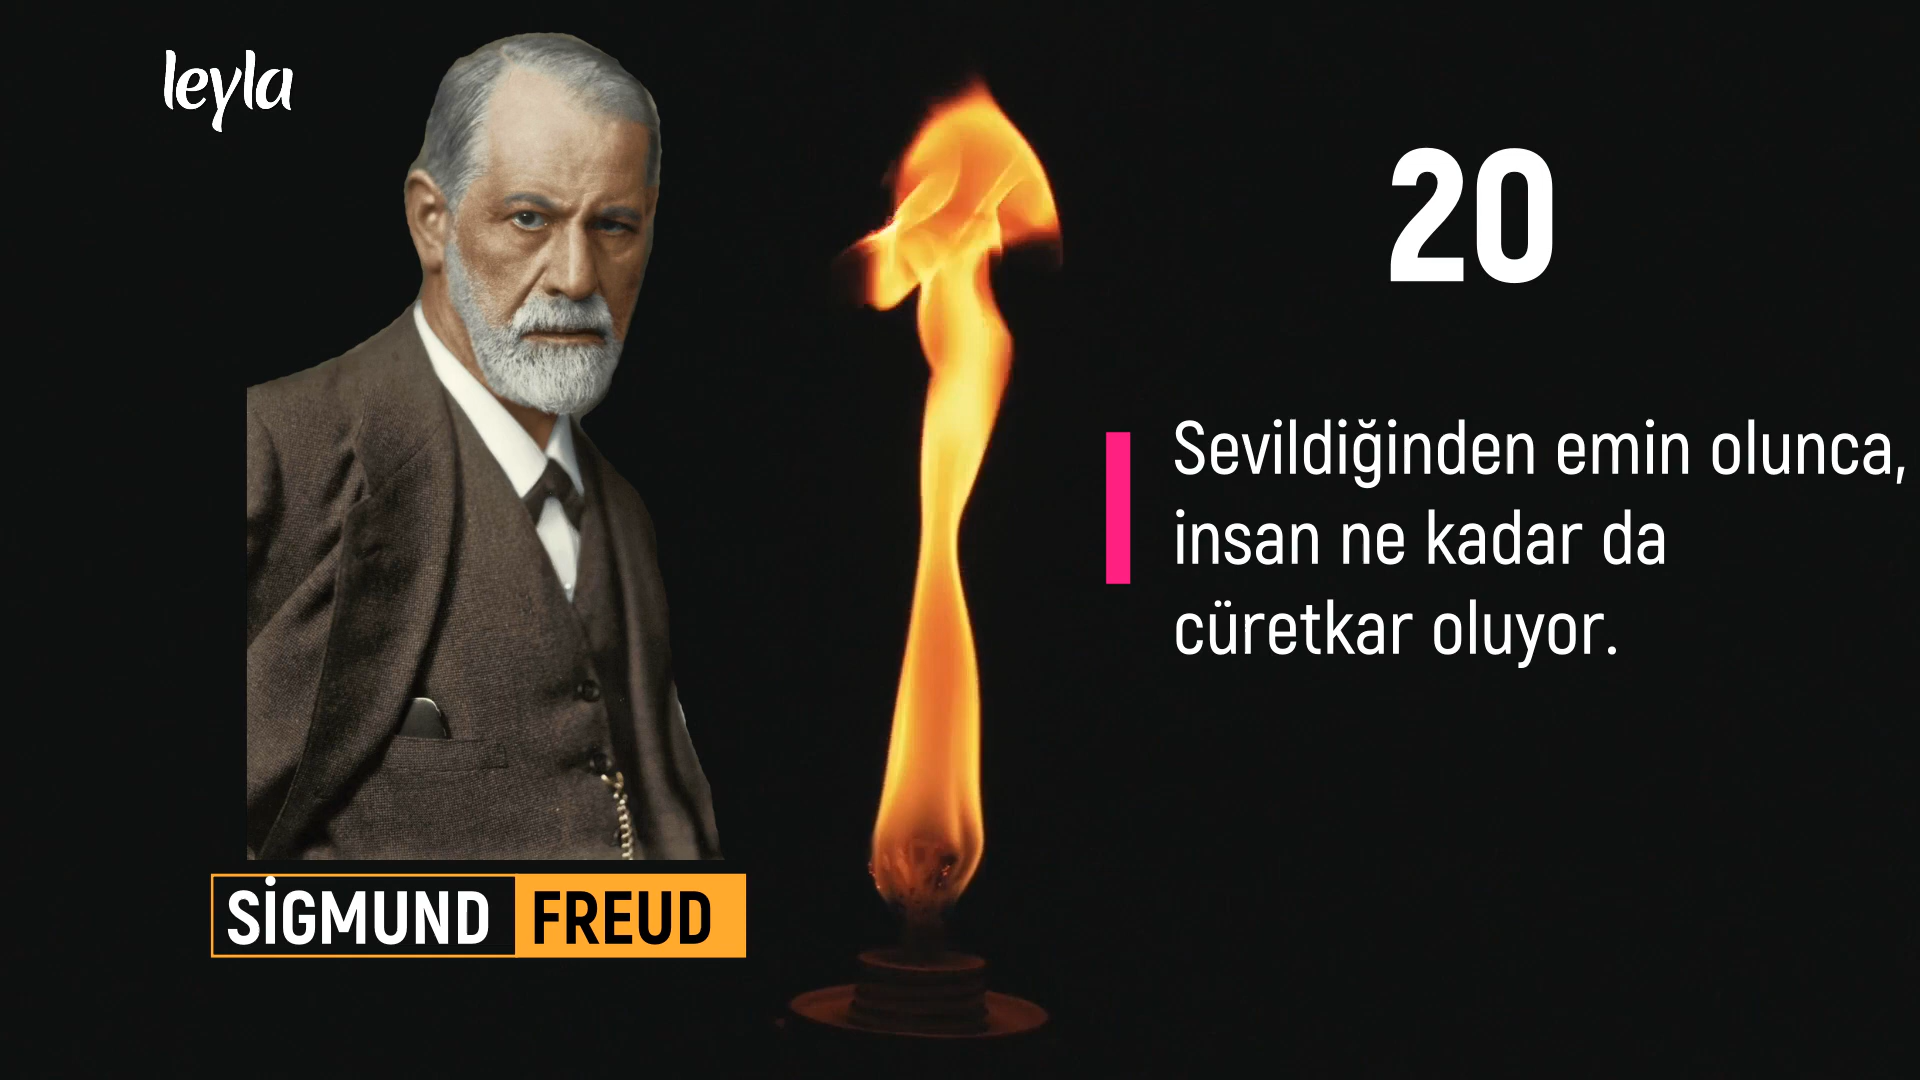 leyla
20
Sevildiğinden emin olunca,
insan ne kadar da
cüretkar oluyor.
SİGMUND FREUD